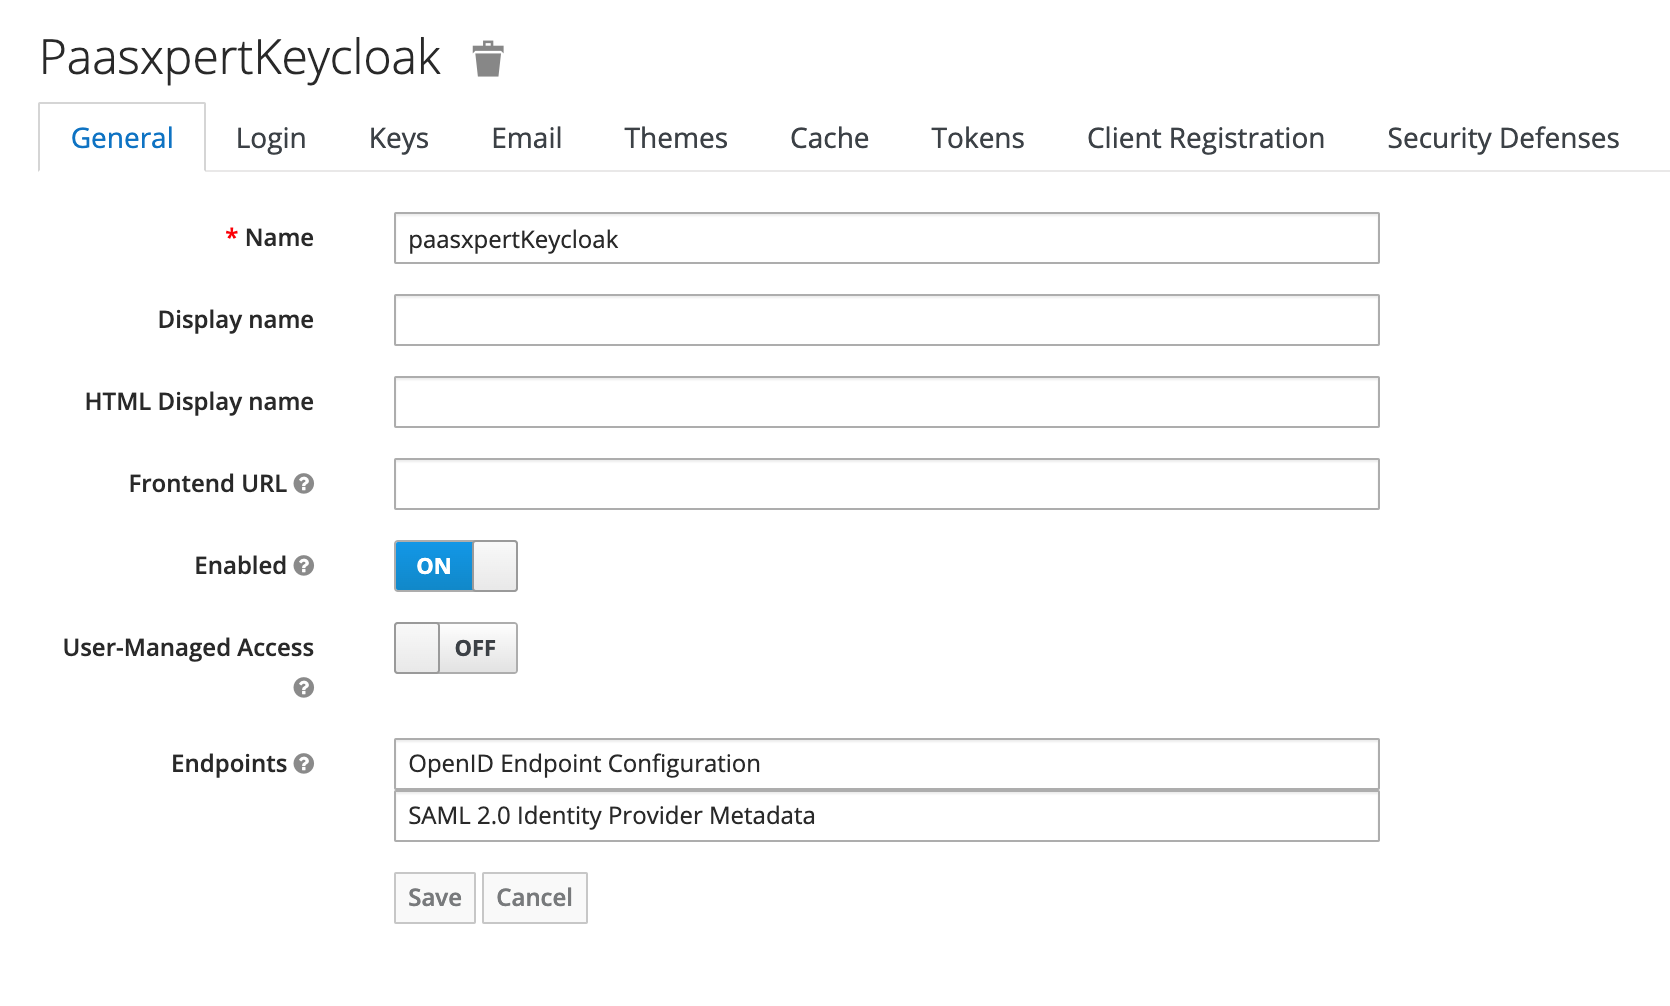 PaasxpertKeycloak
General Login Keys Email Themes Cache Tokens Client Registration Security Defenses
* Name paasxpertKeycloak
Display name
HTML Display name
Frontend URL ?
Enabled ? ON
User-Managed Access OFF
?
Endpoints ? OpenID Endpoint Configuration
SAML 2.0 Identity Provider Metadata
Save Cancel